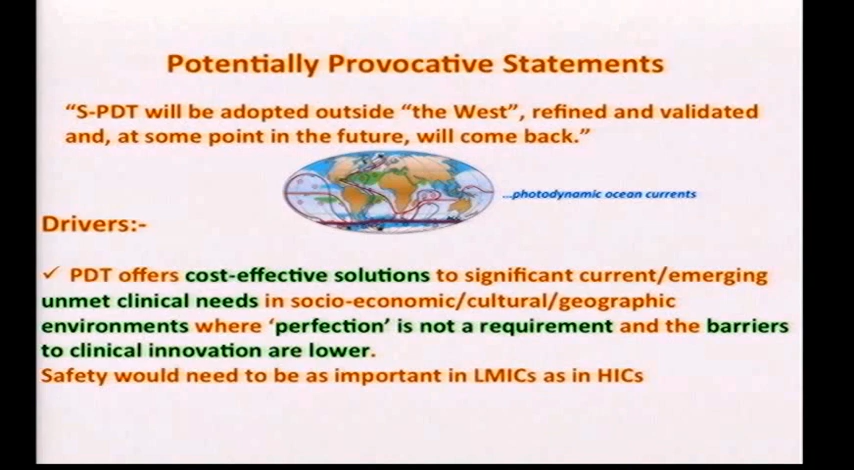 Potentially Provocative Statements
“S-PDT will be adopted outside “the West”, refined and validated
and, at some point in the future, will come back.”
...photodynamic ocean currents
Drivers:-
✓ PDT offers cost-effective solutions to significant current/emerging
unmet clinical needs in socio-economic/cultural/geographic
environments where ‘perfection’ is not a requirement and the barriers
to clinical innovation are lower.
Safety would need to be as important in LMICs as in HICs